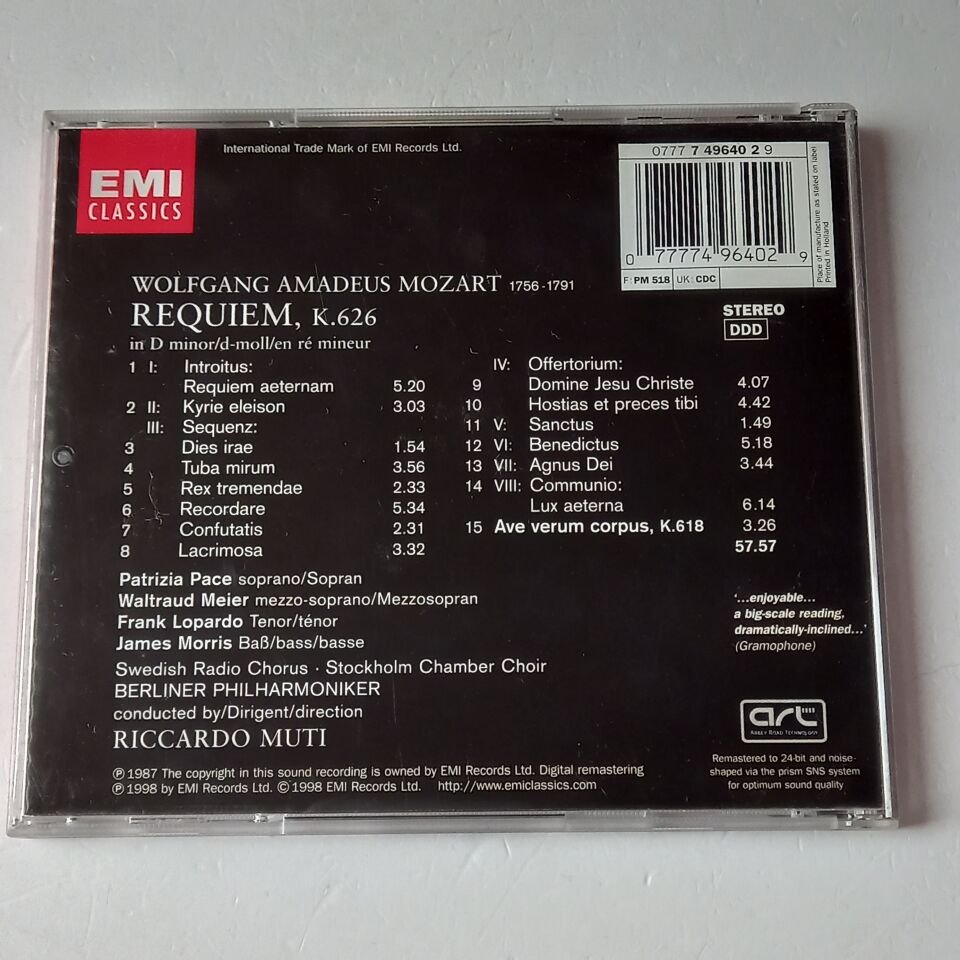 EMI
CLASSICS
International Trade Mark of EMI Records Ltd.
0777 7 49640 2 9
0 77774 96402 9
F: PM 518 UK: CDC
Place of manufacture as stated on label
Printed in Holland
WOLFGANG AMADEUS MOZART 1756-1791
REQUIEM, K.626
in D minor/d-moll/en ré mineur
STEREO
DDD
1 I: Introitus:
Requiem aeternam 5.20
2 II: Kyrie eleison 3.03
III: Sequenz:
3 Dies irae 1.54
4 Tuba mirum 3.56
5 Rex tremendae 2.33
6 Recordare 5.34
7 Confutatis 2.31
8 Lacrimosa 3.32
IV: Offertorium:
9 Domine Jesu Christe 4.07
10 Hostias et preces tibi 4.42
11 V: Sanctus 1.49
12 VI: Benedictus 5.18
13 VII: Agnus Dei 3.44
14 VIII: Communio:
Lux aeterna 6.14
15 Ave verum corpus, K.618 3.26
57.57
Patrizia Pace soprano/Sopran
Waltraud Meier mezzo-soprano/Mezzosopran
Frank Lopardo Tenor/ténor
James Morris Baß/bass/basse
Swedish Radio Chorus · Stockholm Chamber Choir
BERLINER PHILHARMONIKER
conducted by/Dirigent/direction
RICCARDO MUTI
'...enjoyable...
a big-scale reading,
dramatically-inclined...'
(Gramophone)
art
ABBEY ROAD TECHNOLOGY
Remastered to 24-bit and noise-
shaped via the prism SNS system
for optimum sound quality
℗ 1987 The copyright in this sound recording is owned by EMI Records Ltd. Digital remastering
℗ 1998 by EMI Records Ltd. © 1998 EMI Records Ltd. http://www.emiclassics.com